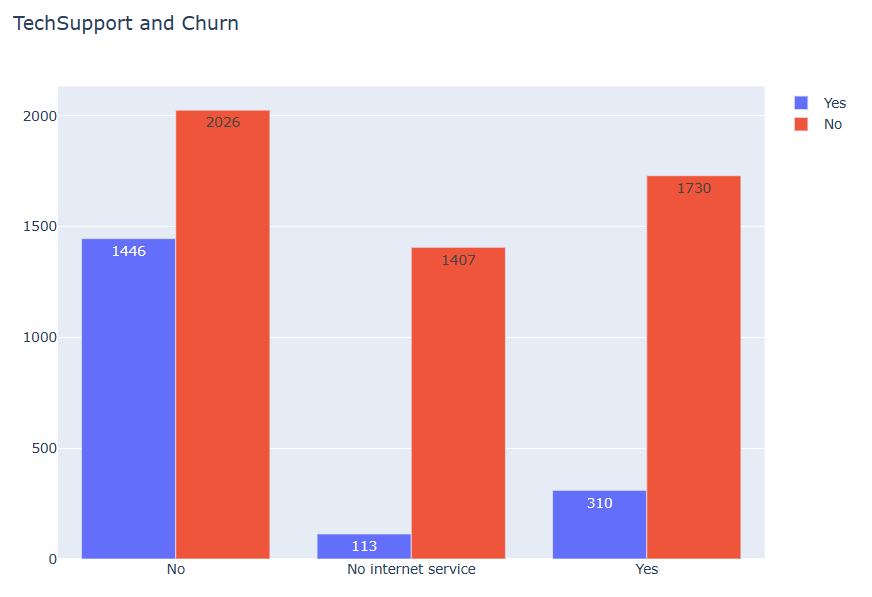 TechSupport and Churn
Yes
No
2000
1500
1000
500
0
2026
1446
1730
1407
310
113
No
No internet service
Yes